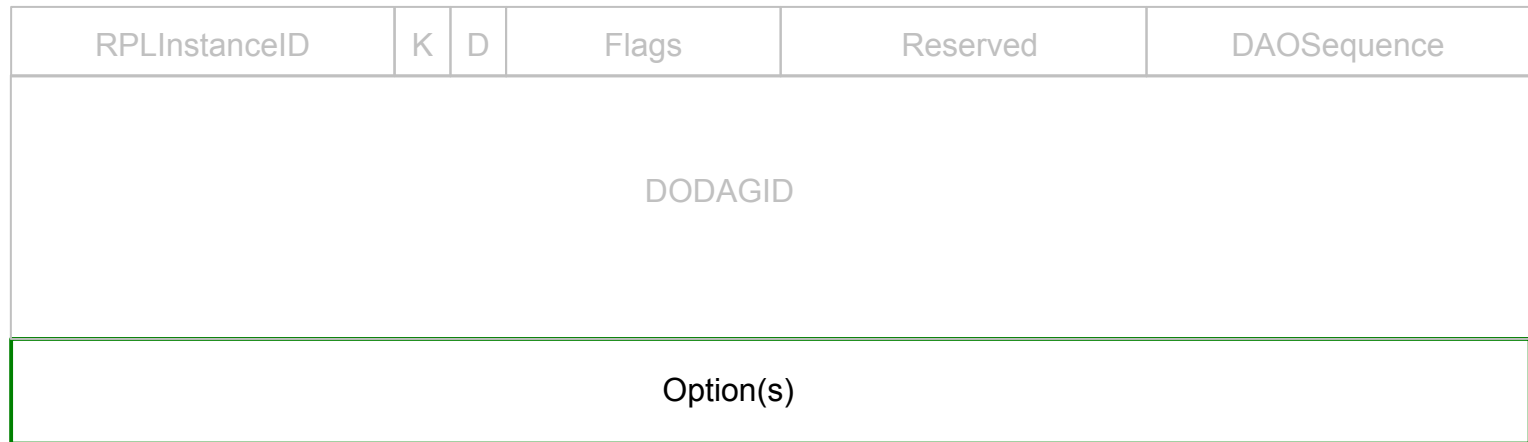 RPLInstanceID K D Flags Reserved DAOSequence
DODAGID
Option(s)